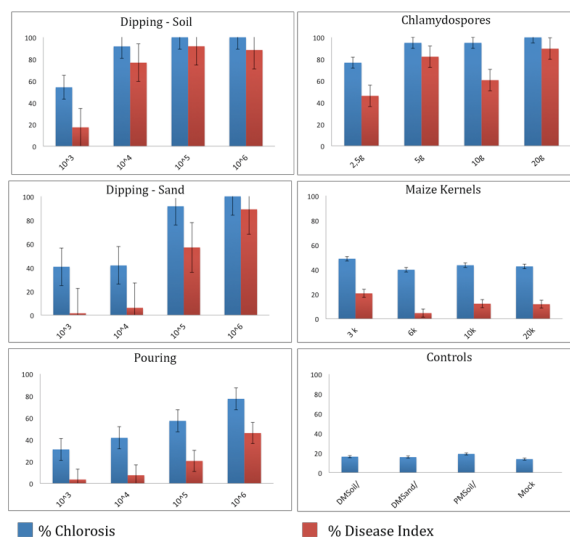 Dipping - Soil
100
80
60
40
20
0
10^3 10^4 10^5 10^6
Chlamydospores
100
80
60
40
20
0
2,5g 5g 10g 20g
Dipping - Sand
100
80
60
40
20
0
10^3 10^4 10^5 10^6
Maize Kernels
100
80
60
40
20
0
3 k 6k 10k 20k
Pouring
100
80
60
40
20
0
10^3 10^4 10^5 10^6
Controls
100
80
60
40
20
0
DMSoil/ DMSand/ PMSoil/ Mock
% Chlorosis % Disease Index